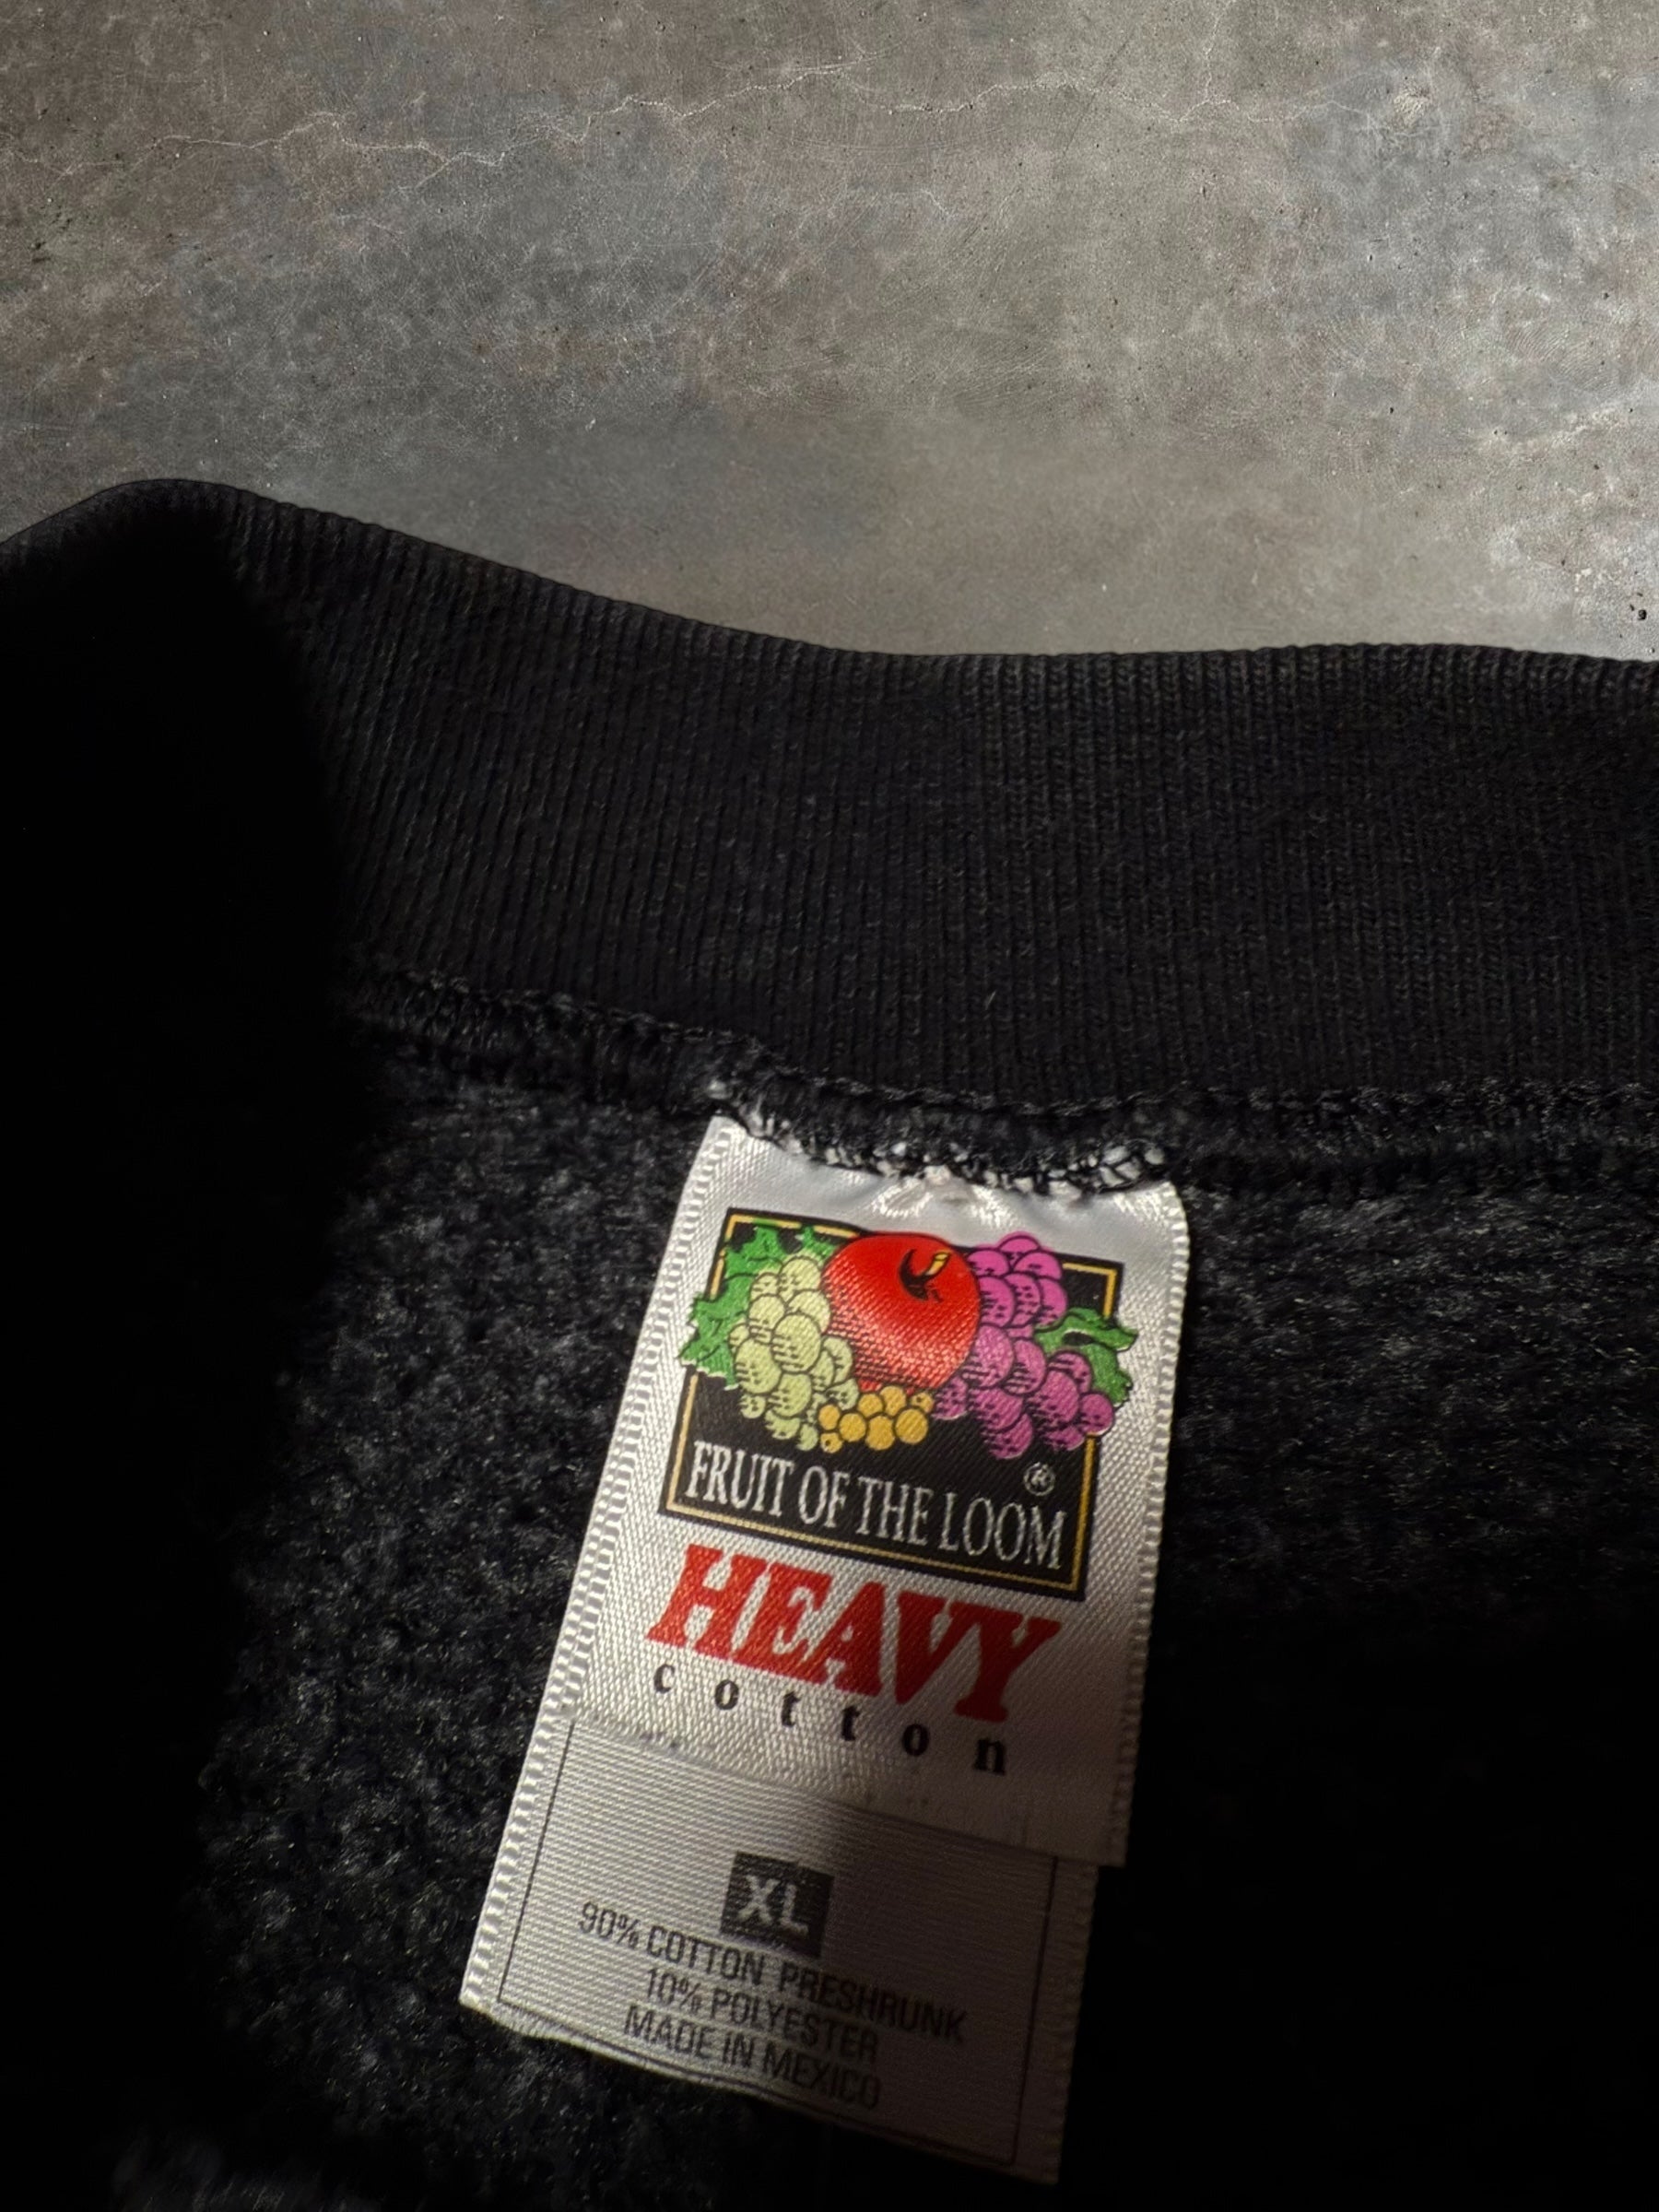 FRUIT OF THE LOOM ®
HEAVY
cotton
XL
90% COTTON PRESHRUNK
10% POLYESTER
MADE IN MEXICO